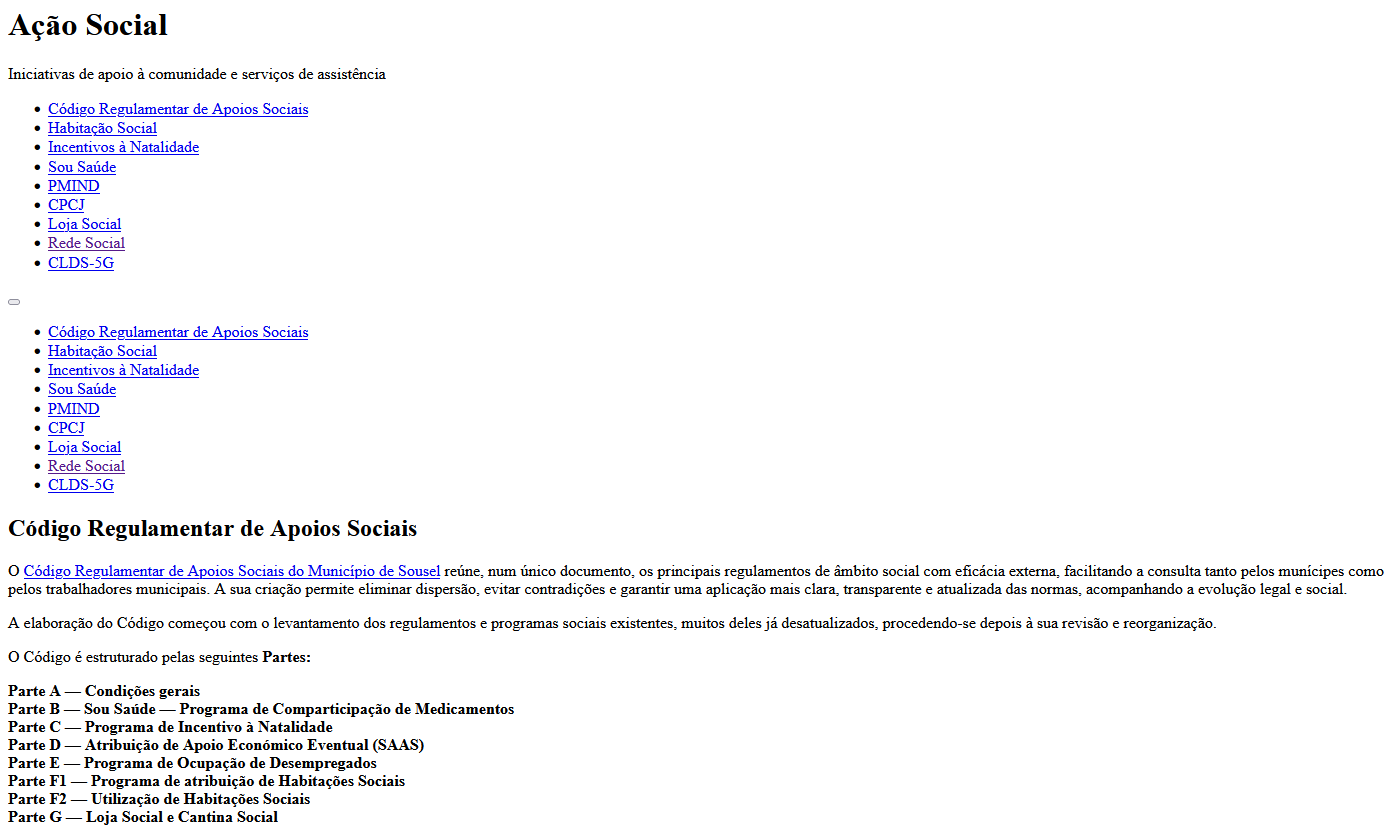 Ação Social
Iniciativas de apoio à comunidade e serviços de assistência
Código Regulamentar de Apoios Sociais
Habitação Social
Incentivos à Natalidade
Sou Saúde
PMIND
CPCJ
Loja Social
Rede Social
CLDS-5G
Código Regulamentar de Apoios Sociais
Habitação Social
Incentivos à Natalidade
Sou Saúde
PMIND
CPCJ
Loja Social
Rede Social
CLDS-5G
Código Regulamentar de Apoios Sociais
O Código Regulamentar de Apoios Sociais do Município de Sousel reúne, num único documento, os principais regulamentos de âmbito social com eficácia externa, facilitando a consulta tanto pelos munícipes como
pelos trabalhadores municipais. A sua criação permite eliminar dispersão, evitar contradições e garantir uma aplicação mais clara, transparente e atualizada das normas, acompanhando a evolução legal e social.
A elaboração do Código começou com o levantamento dos regulamentos e programas sociais existentes, muitos deles já desatualizados, procedendo-se depois à sua revisão e reorganização.
O Código é estruturado pelas seguintes Partes:
Parte A — Condições gerais
Parte B — Sou Saúde — Programa de Comparticipação de Medicamentos
Parte C — Programa de Incentivo à Natalidade
Parte D — Atribuição de Apoio Económico Eventual (SAAS)
Parte E — Programa de Ocupação de Desempregados
Parte F1 — Programa de atribuição de Habitações Sociais
Parte F2 — Utilização de Habitações Sociais
Parte G — Loja Social e Cantina Social